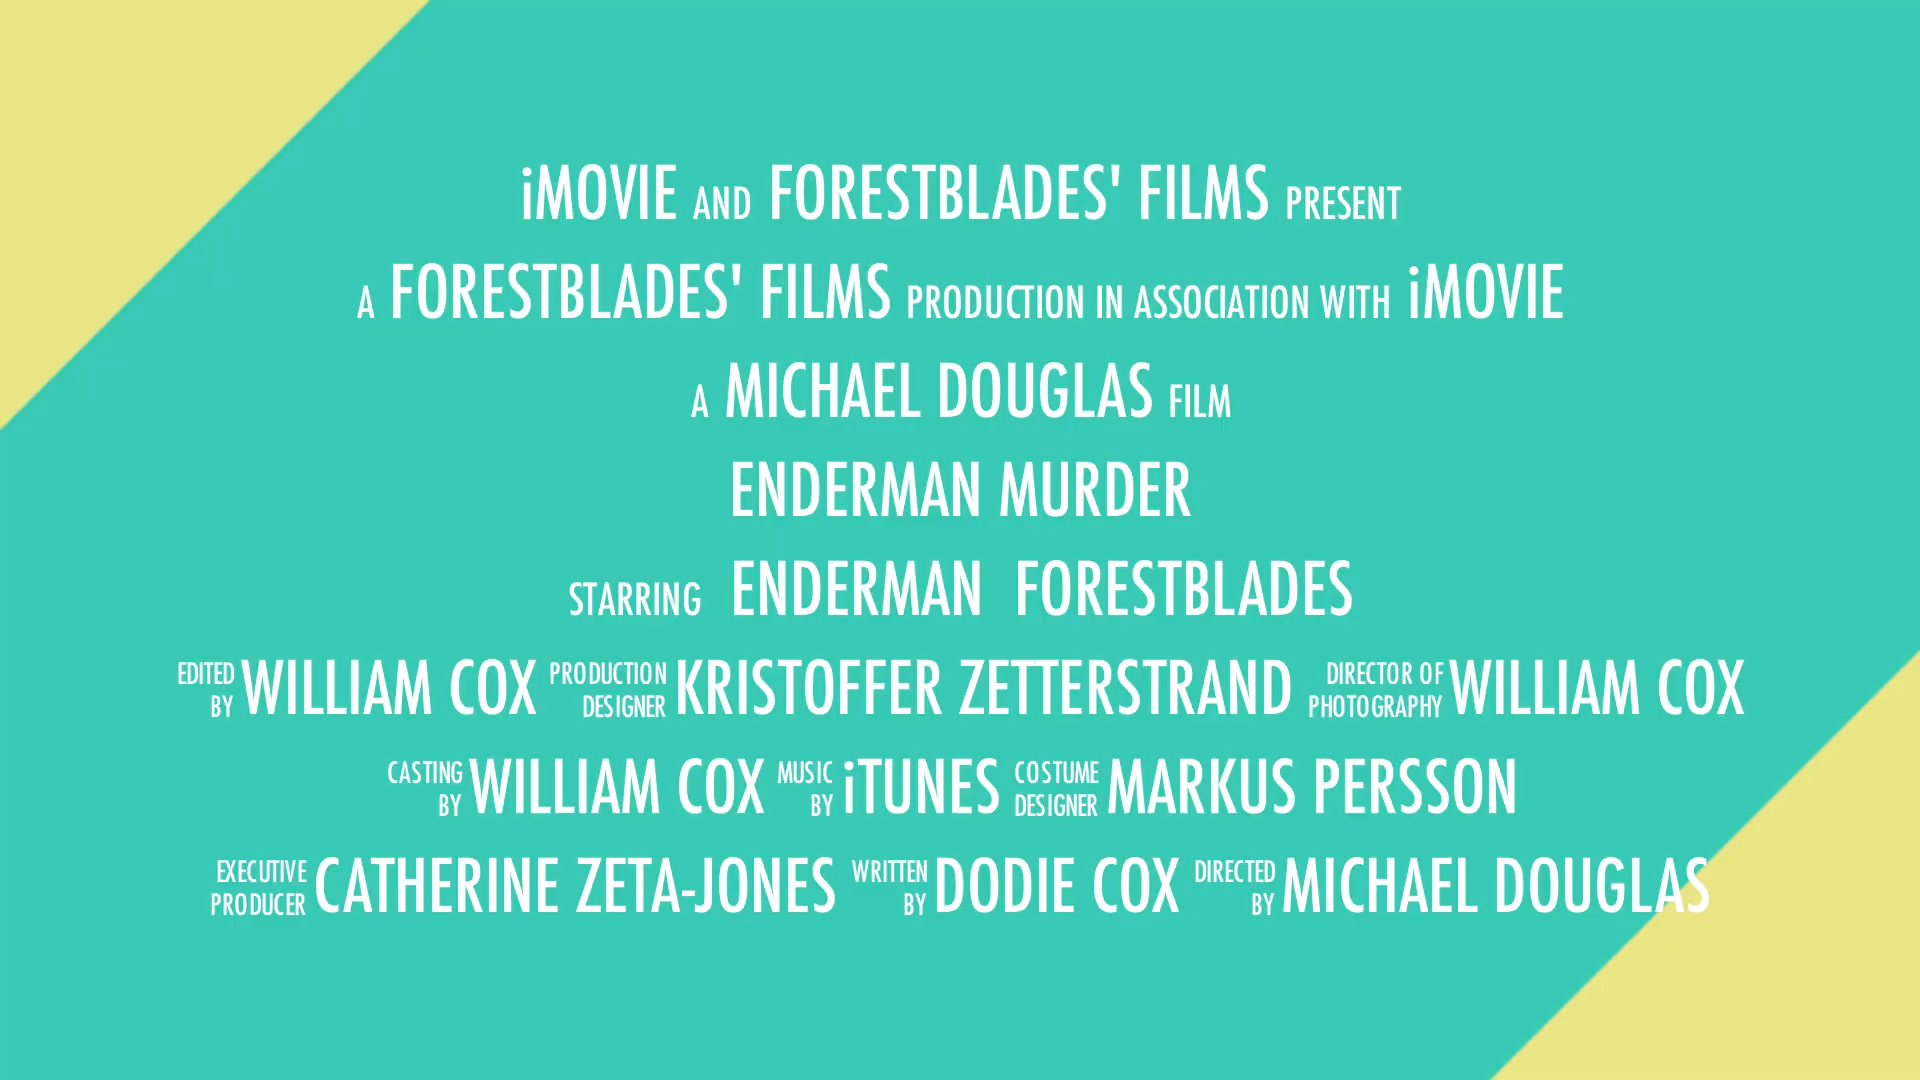 iMOVIE AND FORESTBLADES' FILMS PRESENT
A FORESTBLADES' FILMS PRODUCTION IN ASSOCIATION WITH iMOVIE
A MICHAEL DOUGLAS FILM
ENDERMAN MURDER
STARRING ENDERMAN FORESTBLADES
EDITED BY WILLIAM COX PRODUCTION DESIGNER KRISTOFFER ZETTERSTRAND DIRECTOR OF PHOTOGRAPHY WILLIAM COX
CASTING BY WILLIAM COX MUSIC BY iTUNES COSTUME DESIGNER MARKUS PERSSON
EXECUTIVE PRODUCER CATHERINE ZETA-JONES WRITTEN BY DODIE COX DIRECTED BY MICHAEL DOUGLAS